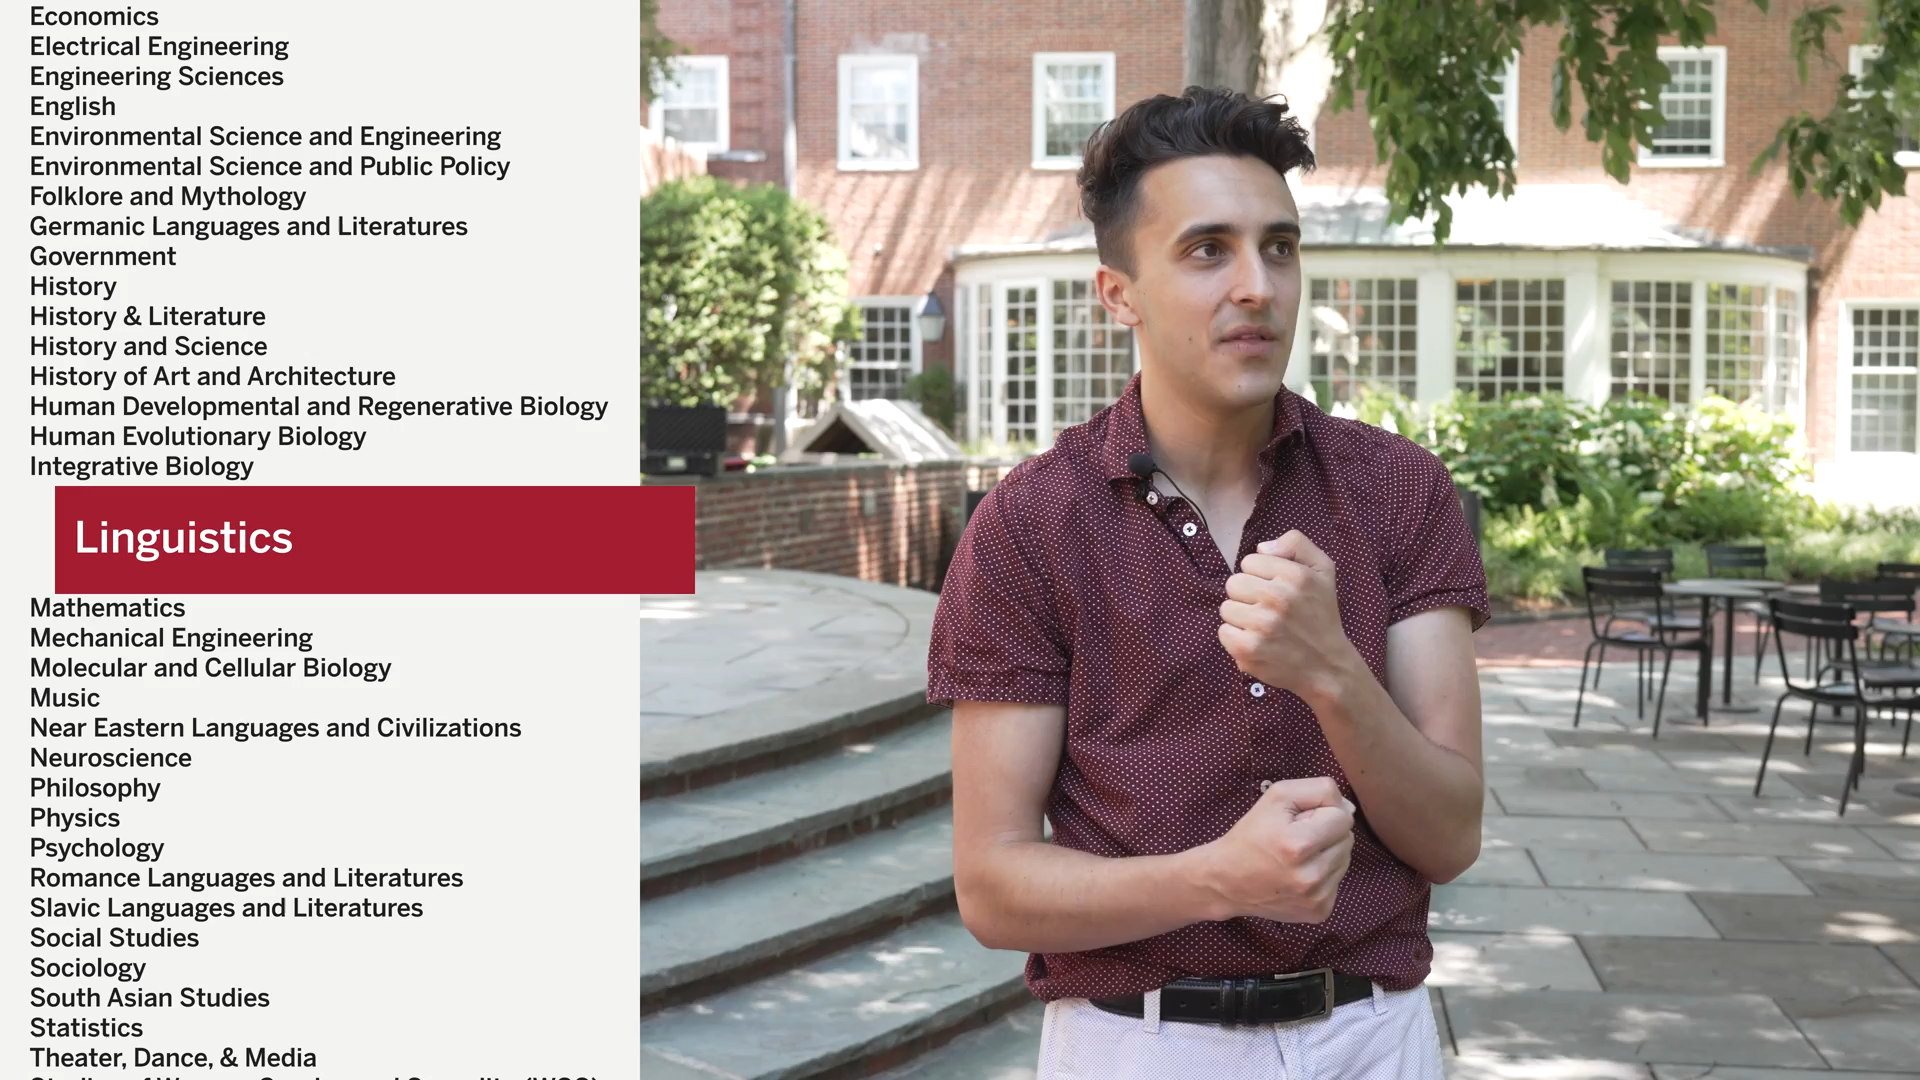 Economics
Electrical Engineering
Engineering Sciences
English
Environmental Science and Engineering
Environmental Science and Public Policy
Folklore and Mythology
Germanic Languages and Literatures
Government
History
History & Literature
History and Science
History of Art and Architecture
Human Developmental and Regenerative Biology
Human Evolutionary Biology
Integrative Biology
Linguistics
Mathematics
Mechanical Engineering
Molecular and Cellular Biology
Music
Near Eastern Languages and Civilizations
Neuroscience
Philosophy
Physics
Psychology
Romance Languages and Literatures
Slavic Languages and Literatures
Social Studies
Sociology
South Asian Studies
Statistics
Theater, Dance, & Media